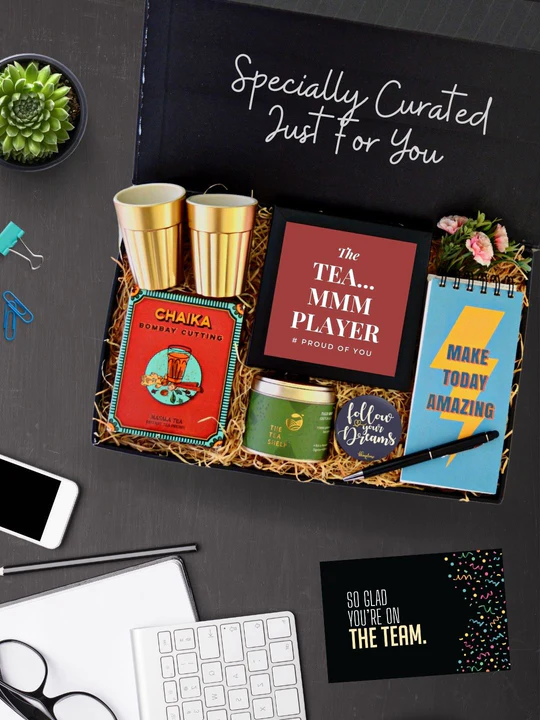 Specially Curated
Just For You
The
TEA...
MMM
PLAYER
# PROUD OF YOU
CHAIKA
BOMBAY CUTTING
MASALA TEA
MAKE
TODAY
AMAZING
THE
TEA
follow
your
Dreams
SO GLAD
YOU'RE ON
THE TEAM.